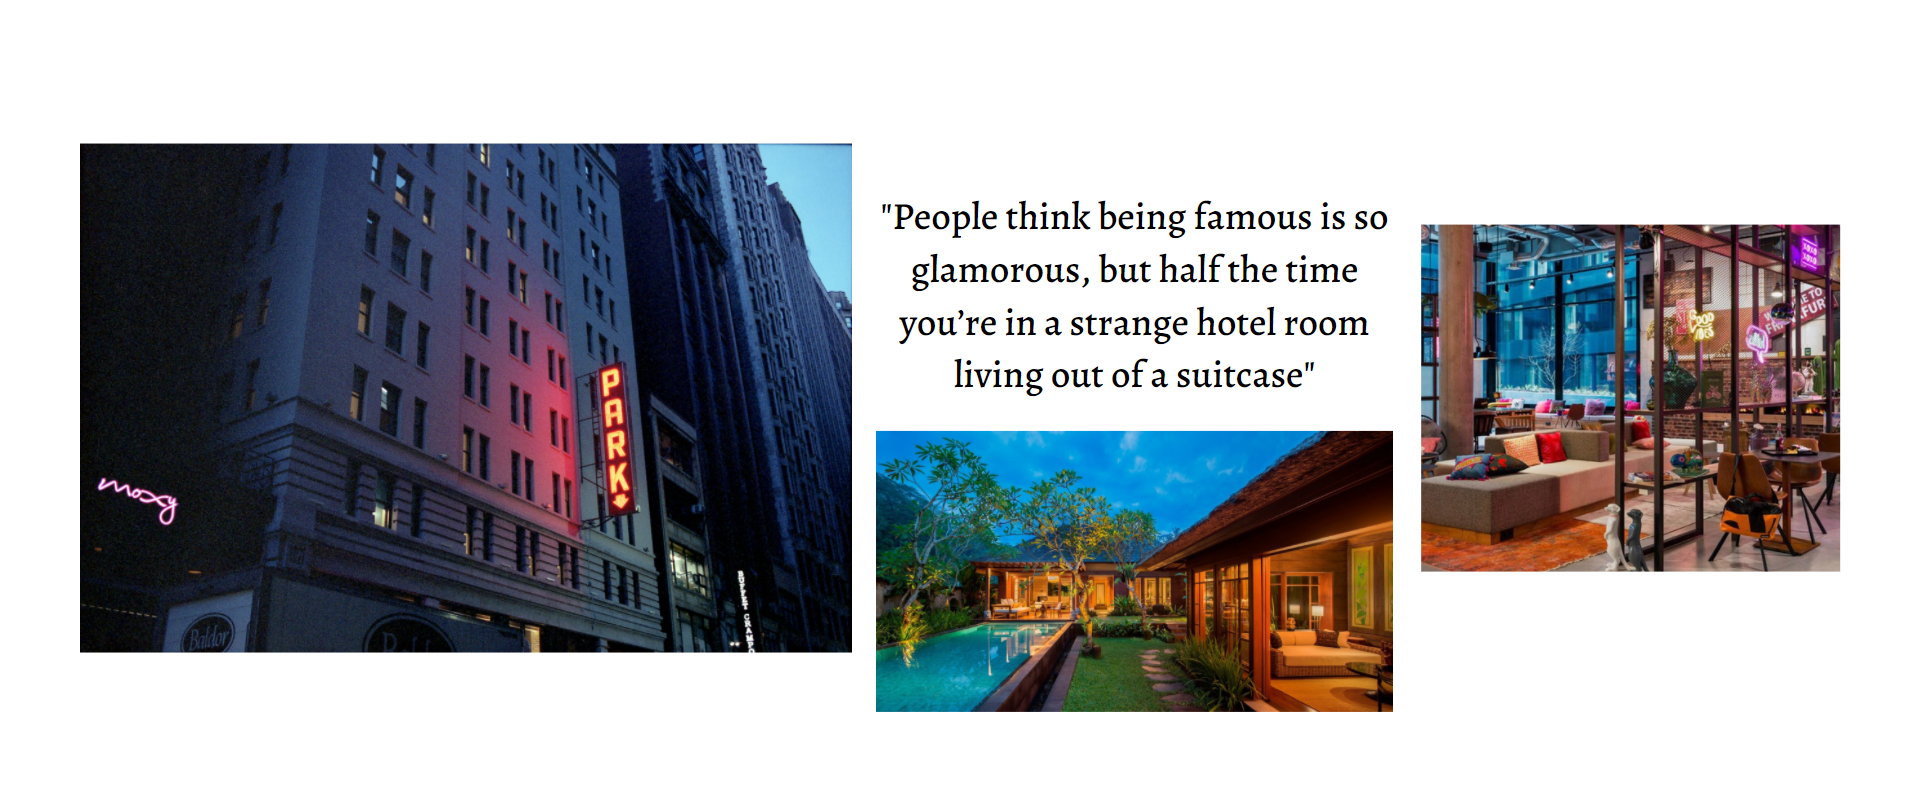 moxy
PARK
Baldor
"People think being famous is so
glamorous, but half the time
you’re in a strange hotel room
living out of a suitcase"
GOOD